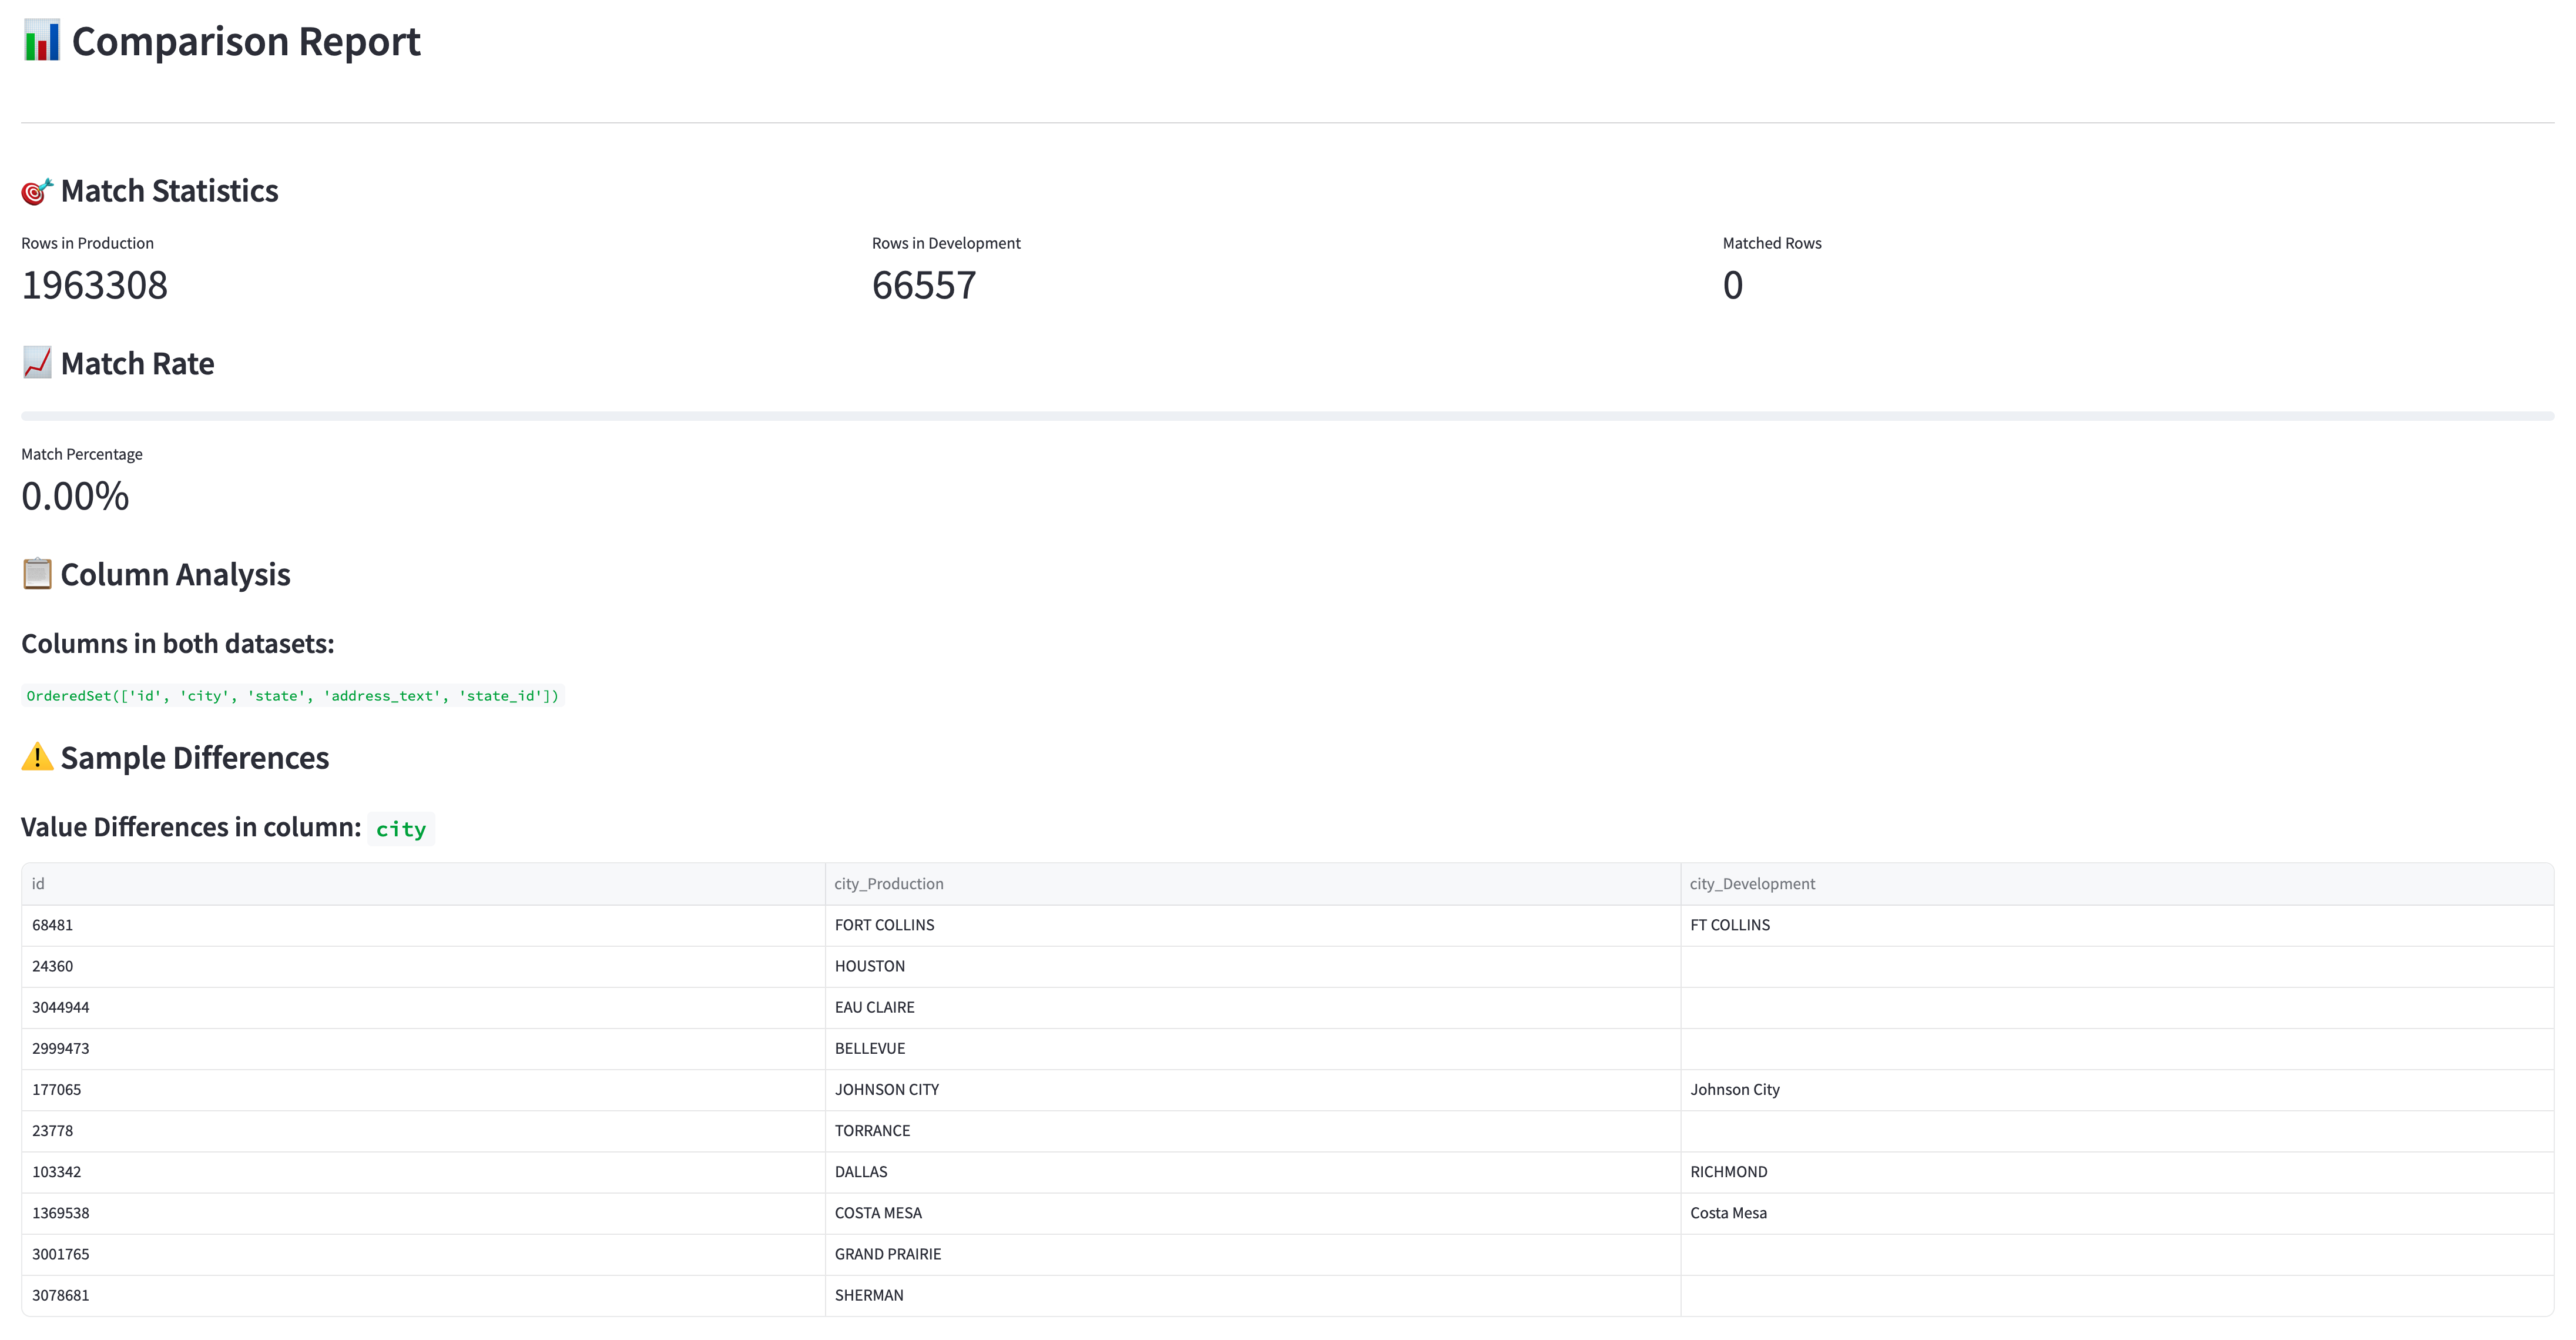 Comparison Report
Match Statistics
Rows in Production Rows in Development Matched Rows
1963308 66557 0
Match Rate
Match Percentage
0.00%
Column Analysis
Columns in both datasets:
OrderedSet(['id', 'city', 'state', 'address_text', 'state_id'])
Sample Differences
Value Differences in column: city
id city_Production city_Development
68481 FORT COLLINS FT COLLINS
24360 HOUSTON
3044944 EAU CLAIRE
2999473 BELLEVUE
177065 JOHNSON CITY Johnson City
23778 TORRANCE
103342 DALLAS RICHMOND
1369538 COSTA MESA Costa Mesa
3001765 GRAND PRAIRIE
3078681 SHERMAN